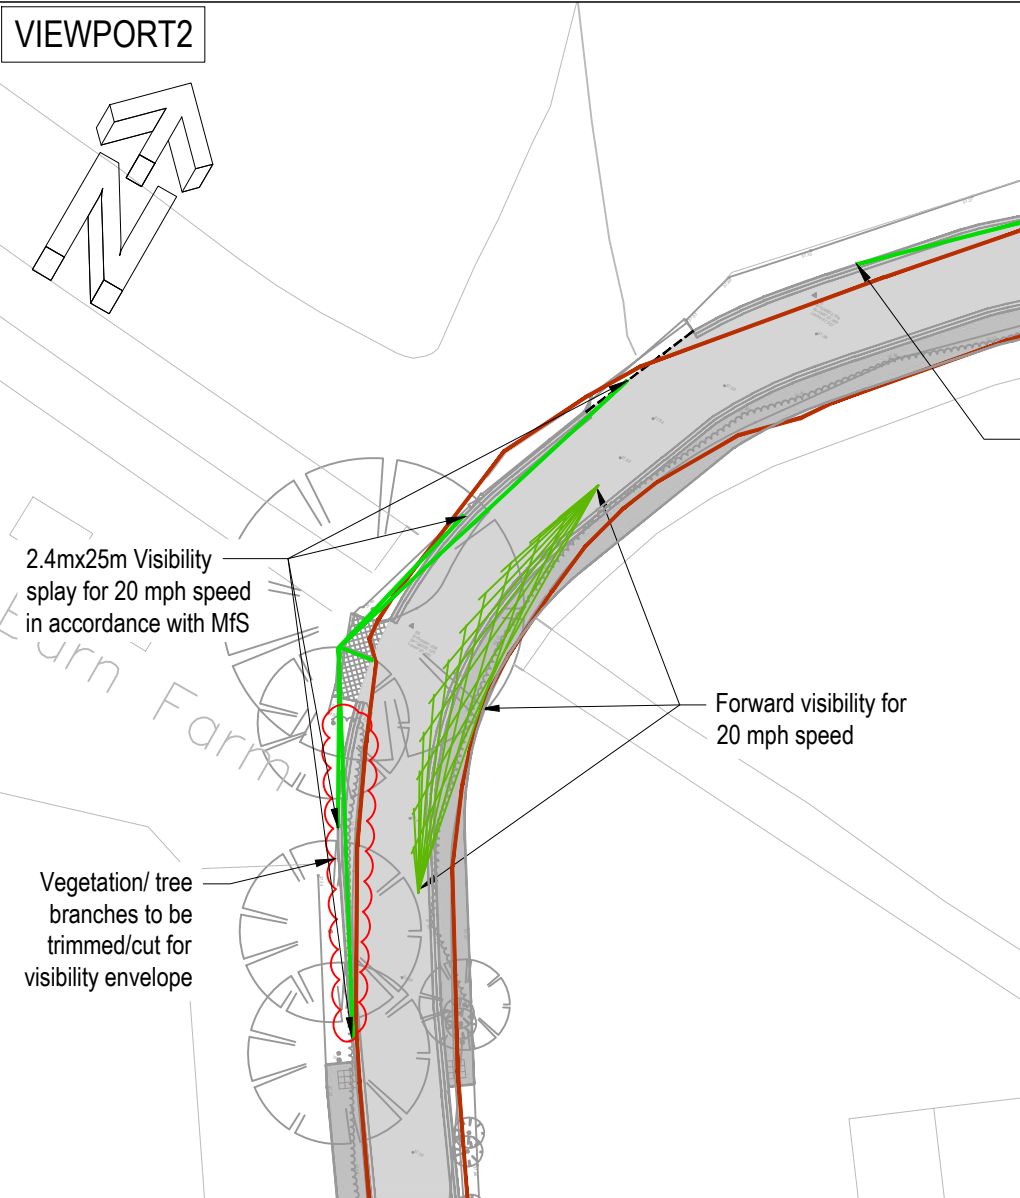 VIEWPORT2
N
2.4mx25m Visibility
splay for 20 mph speed
in accordance with MfS
Farm
Forward visibility for
20 mph speed
Vegetation/ tree
branches to be
trimmed/cut for
visibility envelope